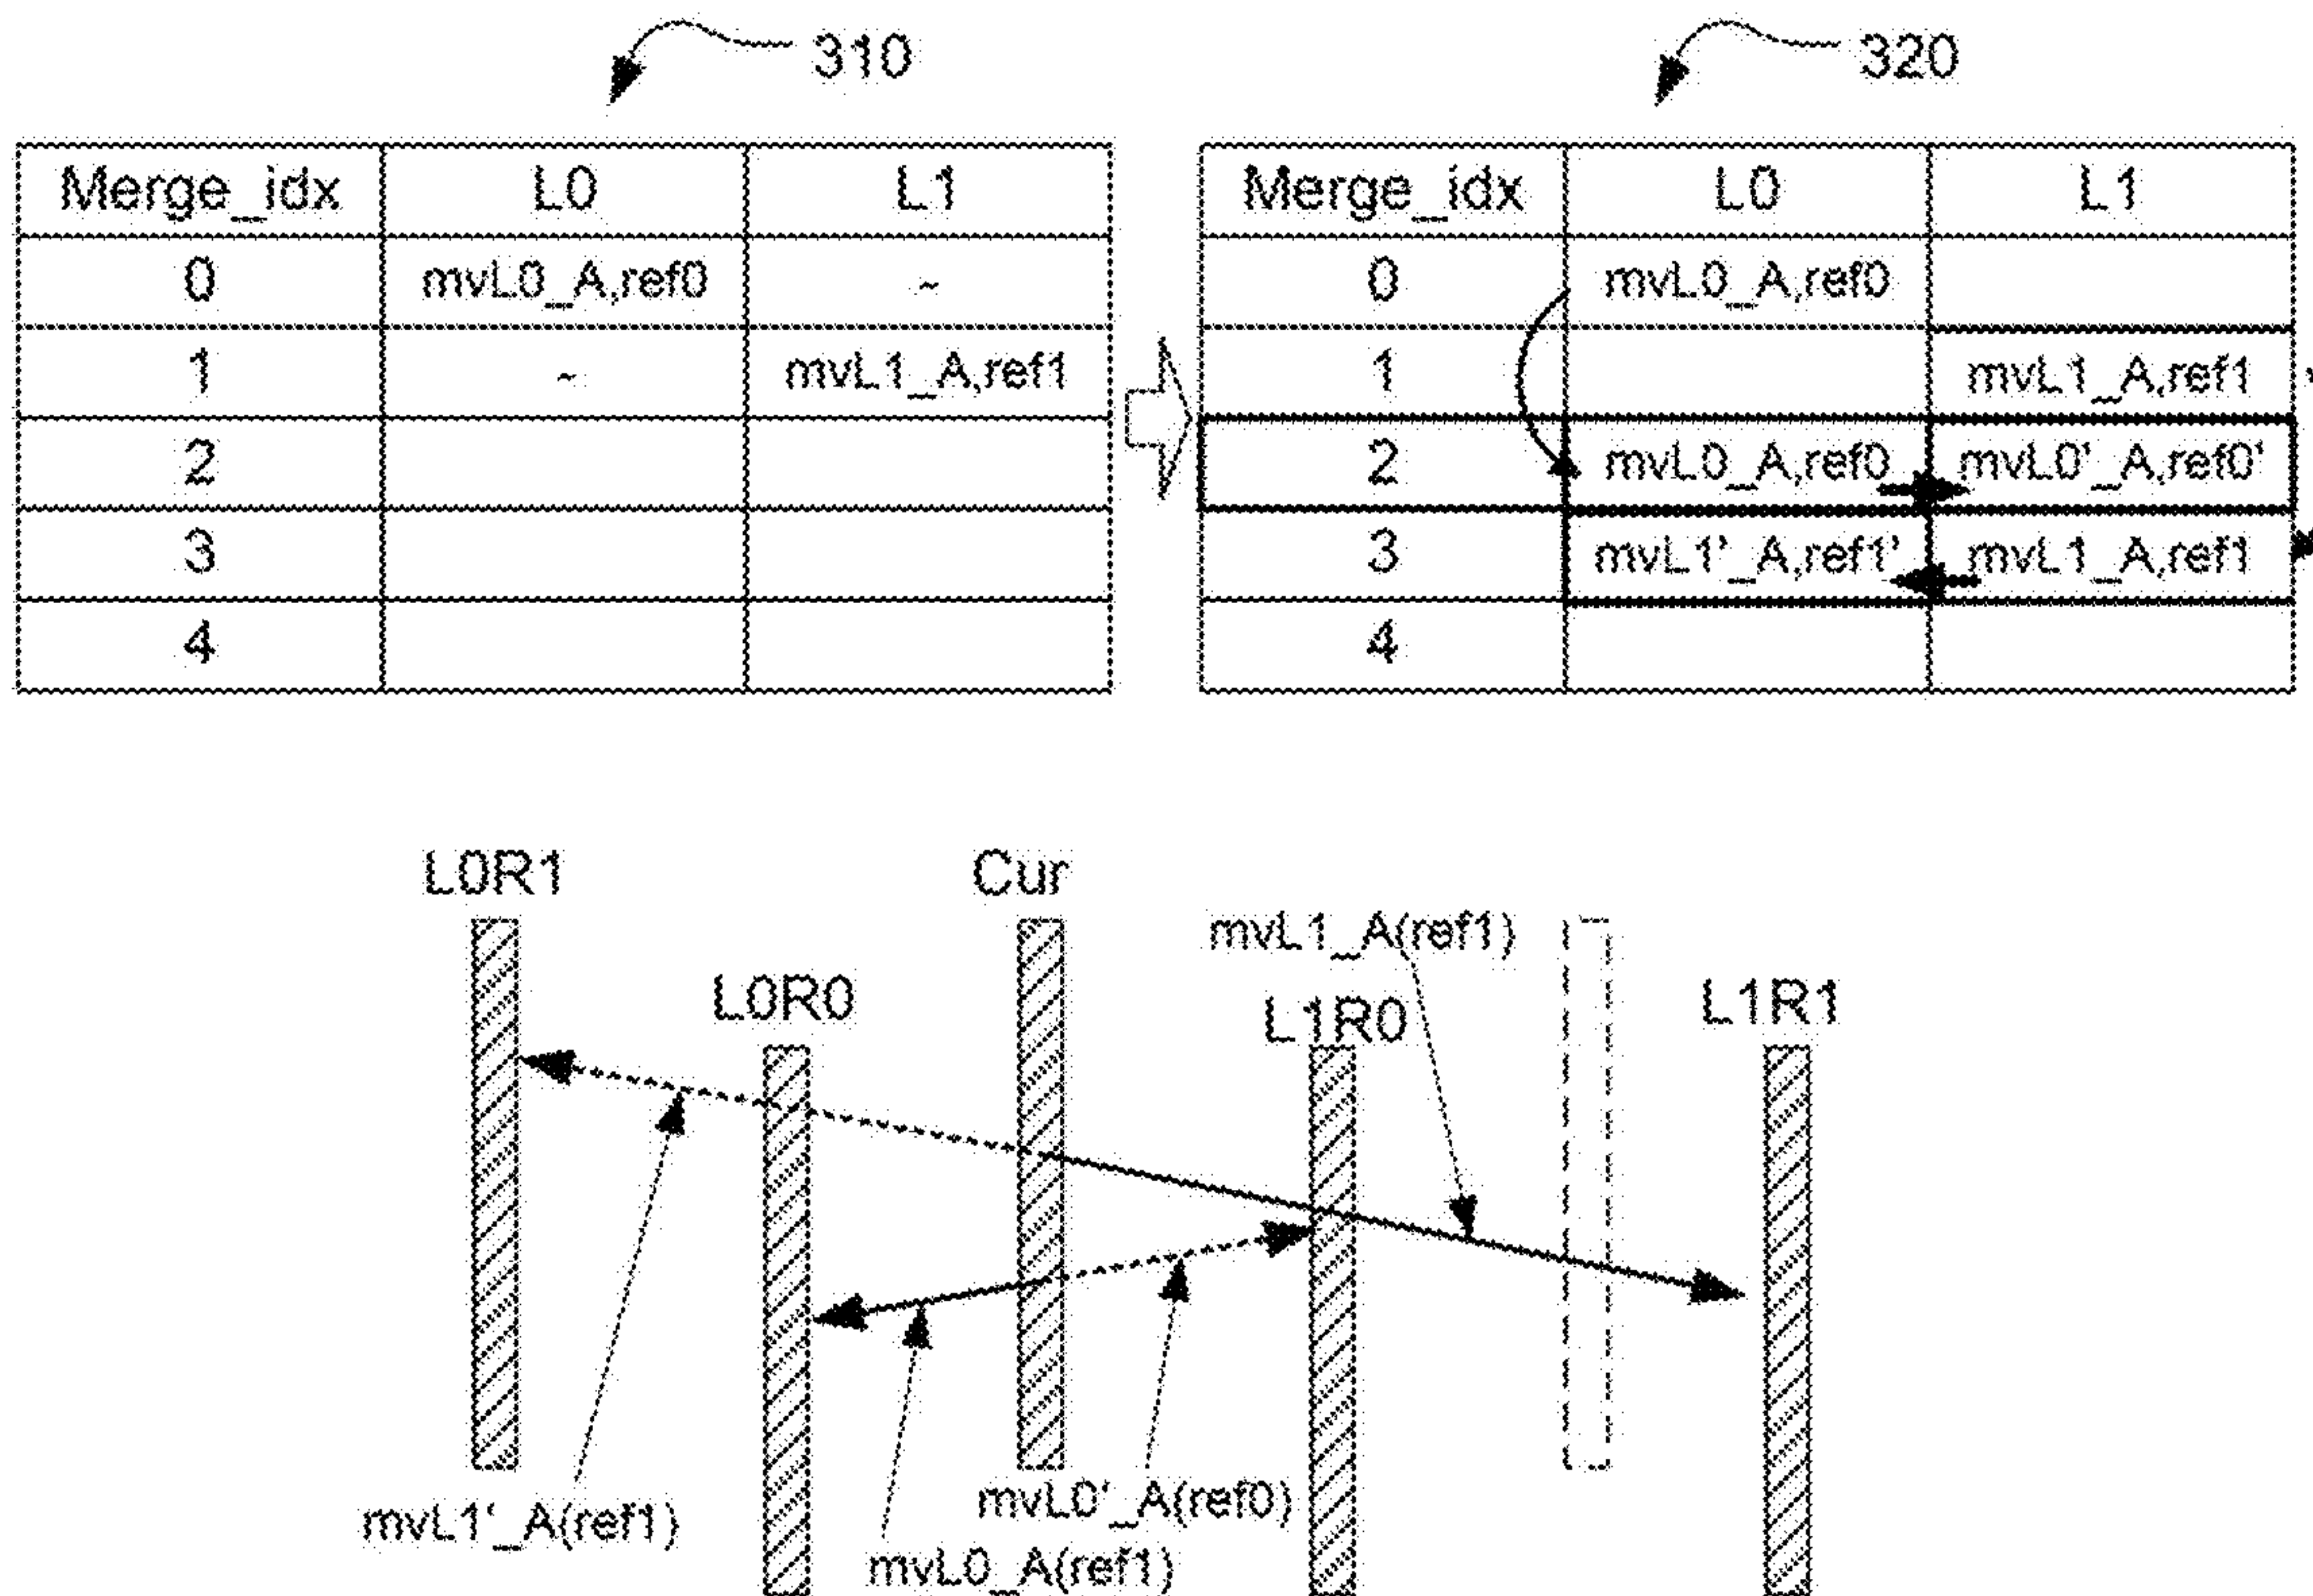 310
320
Merge_idx L0 L1
0 mvL0_A,ref0 -
1 - mvL1_A,ref1
2
3
4
Merge_idx L0 L1
0 mvL0_A,ref0
1 mvL1_A,ref1
2 mvL0_A,ref0 mvL0'_A,ref0'
3 mvL1'_A,ref1' mvL1_A,ref1
4
L0R1
Cur
mvL1_A(ref1)
L0R0
L1R0
L1R1
mvL1'_A(ref1)
mvL0'_A(ref0)
mvL0_A(ref1)